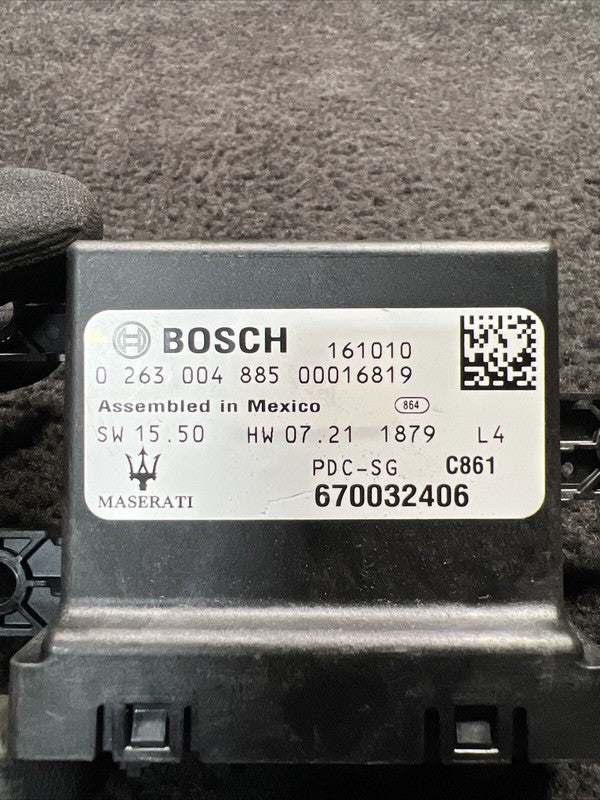 BOSCH 161010
0 263 004 885 00016819
Assembled in Mexico 864
SW 15.50 HW 07.21 1879 L4
PDC-SG C861
MASERATI 670032406